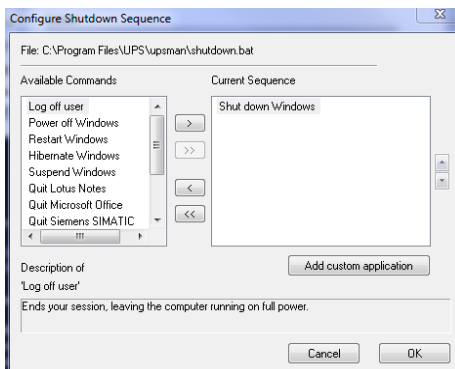 Configure Shutdown Sequence
File: C:\Program Files\UPS\upsman\shutdown.bat
Available Commands
Current Sequence
Log off user
Power off Windows
Restart Windows
Hibernate Windows
Suspend Windows
Quit Lotus Notes
Quit Microsoft Office
Quit Siemens SIMATIC
>
>>
<
<<
Shut down Windows
Description of
'Log off user'
Add custom application
Ends your session, leaving the computer running on full power.
Cancel
OK